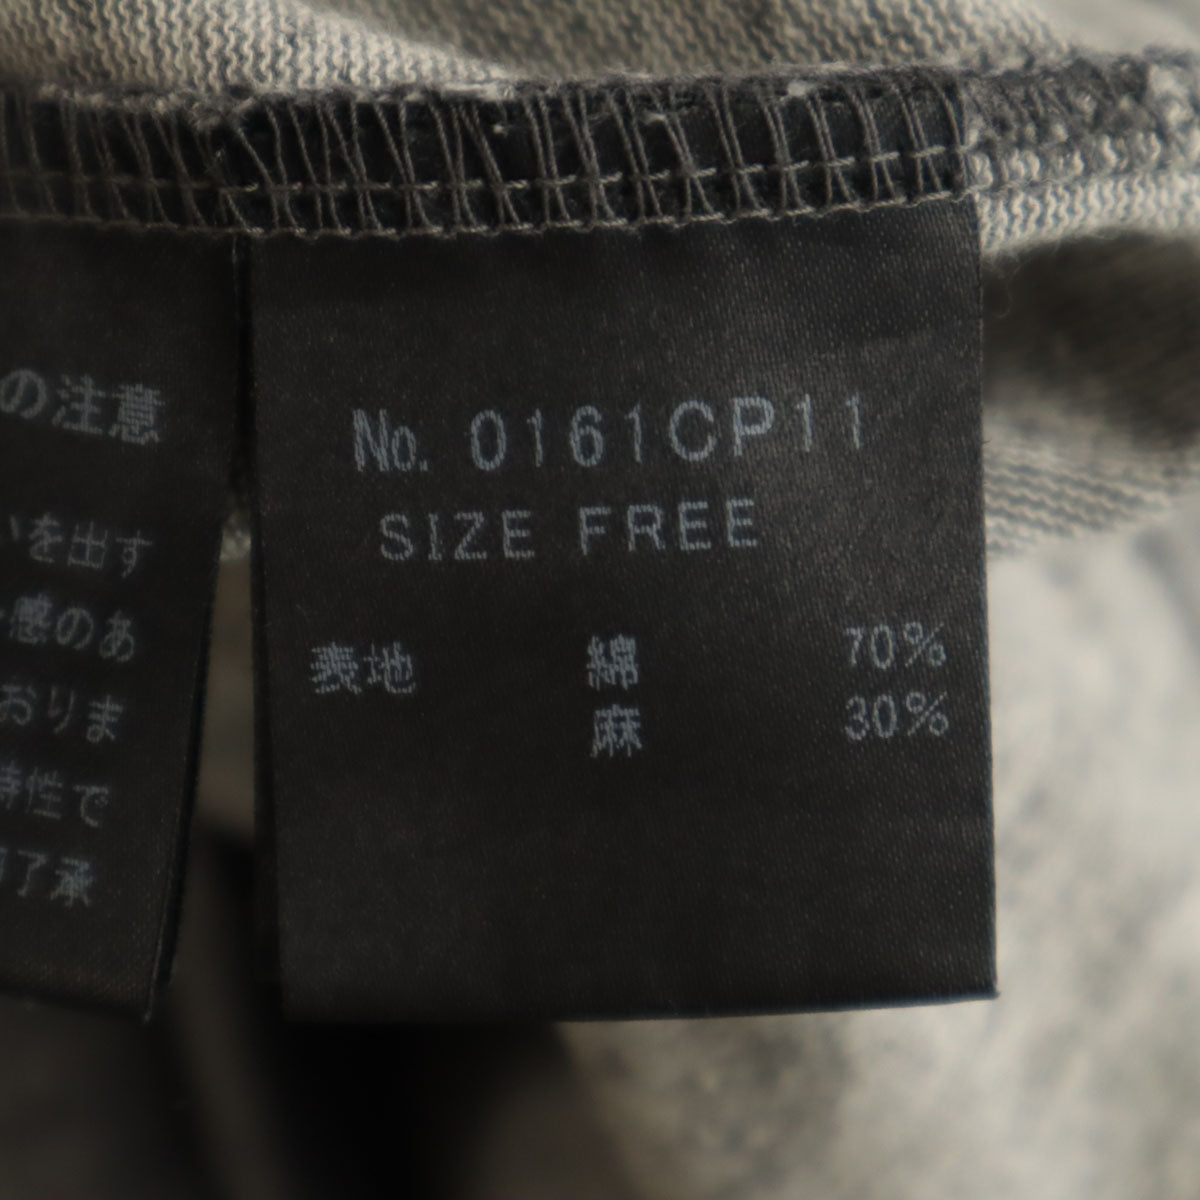 の注意
いを出す
感のあ
おりま
特性で
了承
No. 0161CP11
SIZE FREE
表地 綿 70%
麻 30%